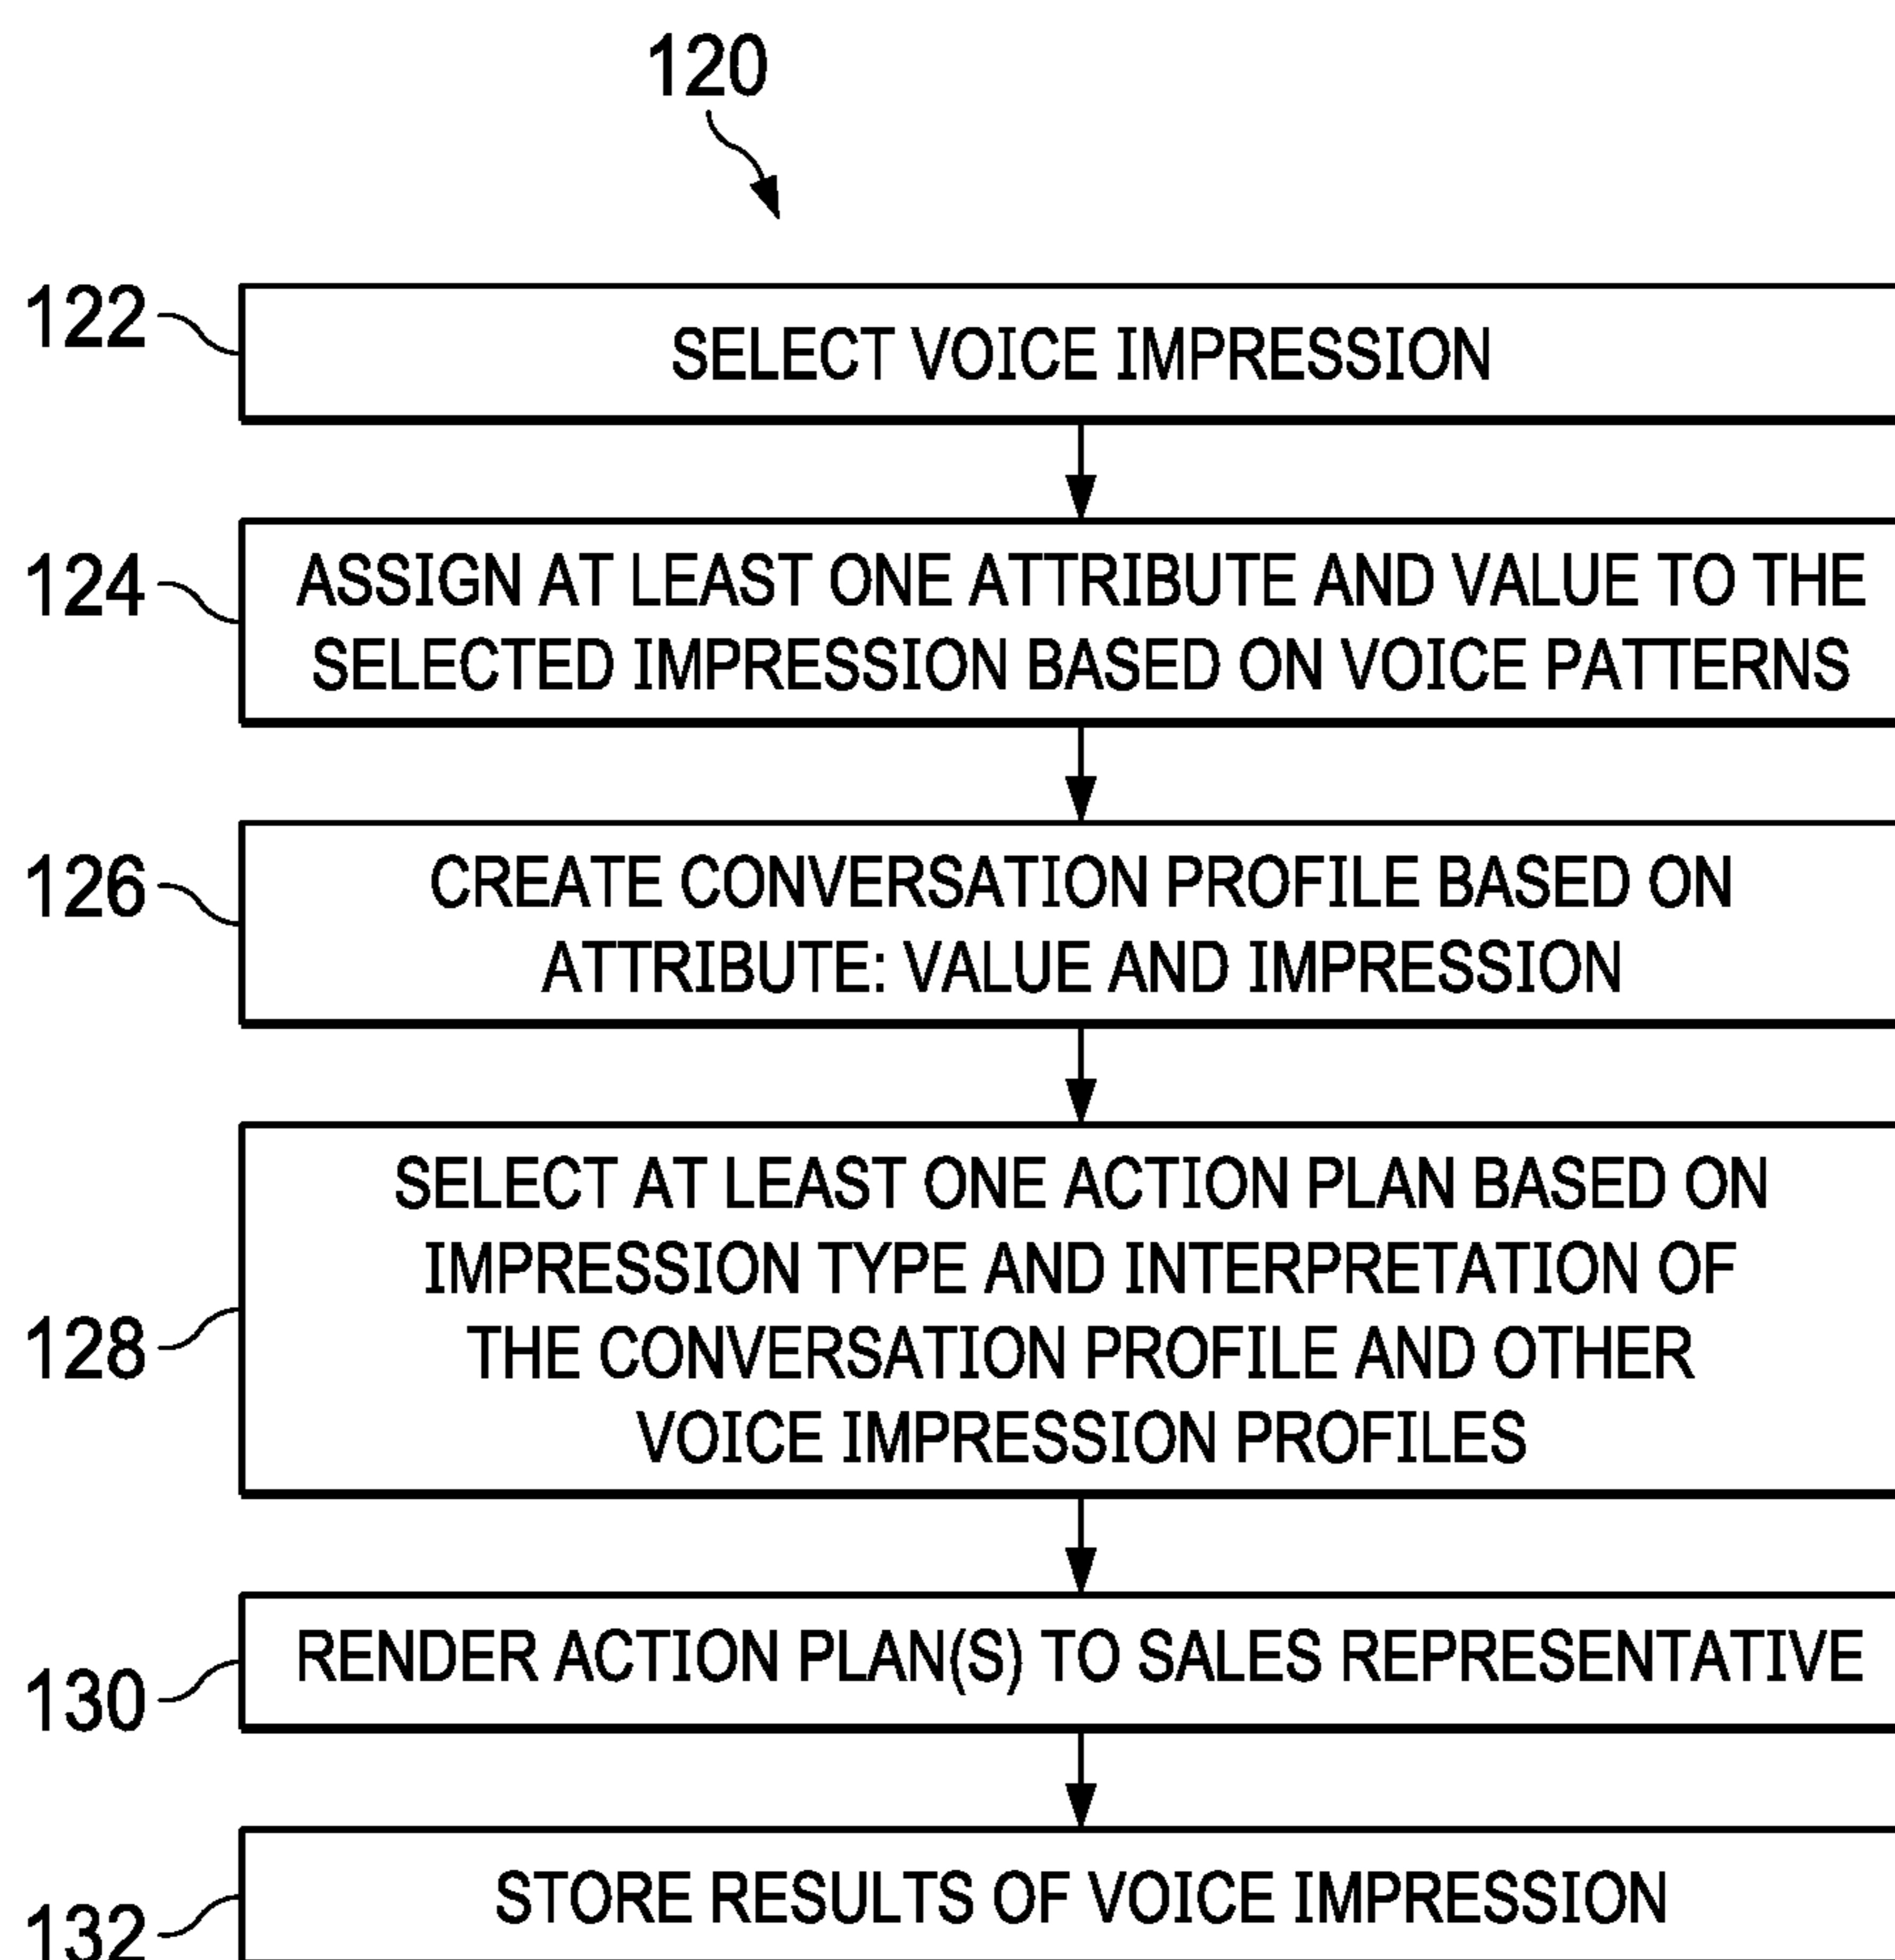 120
122
SELECT VOICE IMPRESSION
124
ASSIGN AT LEAST ONE ATTRIBUTE AND VALUE TO THE
SELECTED IMPRESSION BASED ON VOICE PATTERNS
126
CREATE CONVERSATION PROFILE BASED ON
ATTRIBUTE: VALUE AND IMPRESSION
128
SELECT AT LEAST ONE ACTION PLAN BASED ON
IMPRESSION TYPE AND INTERPRETATION OF
THE CONVERSATION PROFILE AND OTHER
VOICE IMPRESSION PROFILES
130
RENDER ACTION PLAN(S) TO SALES REPRESENTATIVE
132
STORE RESULTS OF VOICE IMPRESSION